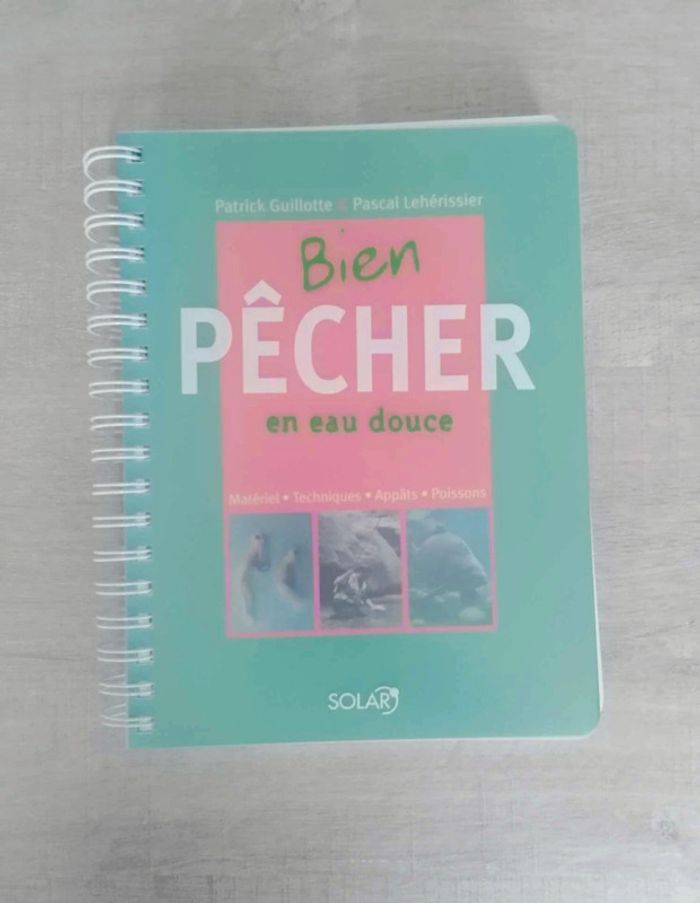 Patrick Guillotte & Pascal Lehérissier
Bien
PÊCHER
en eau douce
Matériel • Techniques • Appâts • Poissons
SOLAR